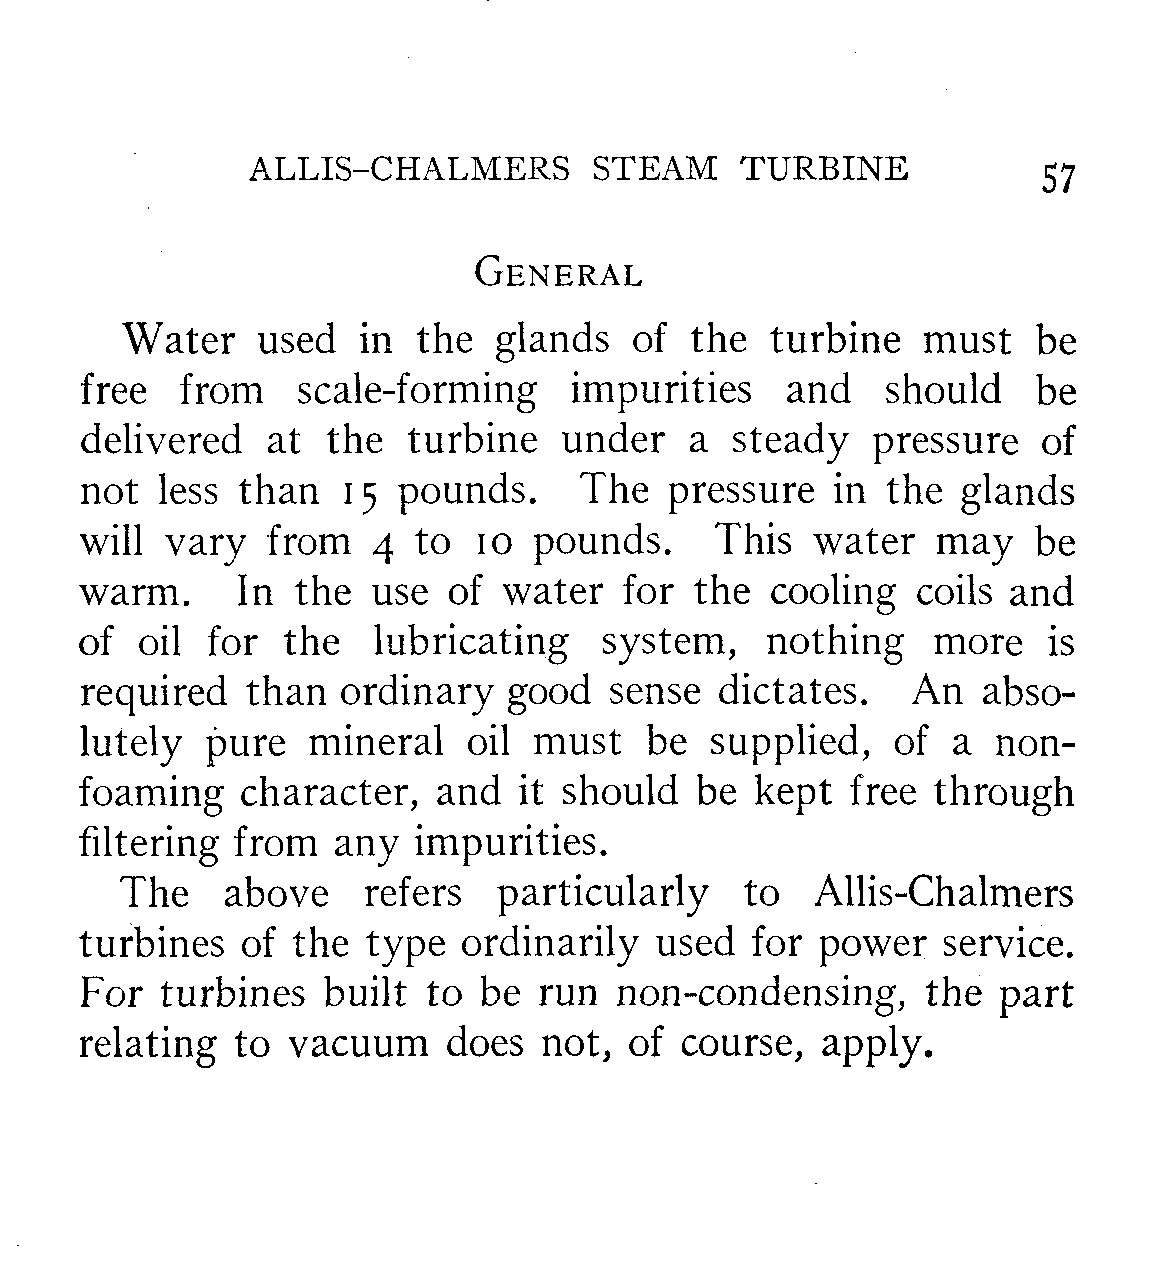 ALLIS–CHALMERS STEAM TURBINE 57
General
Water used in the glands of the turbine must be
free from scale-forming impurities and should be
delivered at the turbine under a steady pressure of
not less than 15 pounds. The pressure in the glands
will vary from 4 to 10 pounds. This water may be
warm. In the use of water for the cooling coils and
of oil for the lubricating system, nothing more is
required than ordinary good sense dictates. An abso-
lutely pure mineral oil must be supplied, of a non-
foaming character, and it should be kept free through
filtering from any impurities.
The above refers particularly to Allis-Chalmers
turbines of the type ordinarily used for power service.
For turbines built to be run non-condensing, the part
relating to vacuum does not, of course, apply.